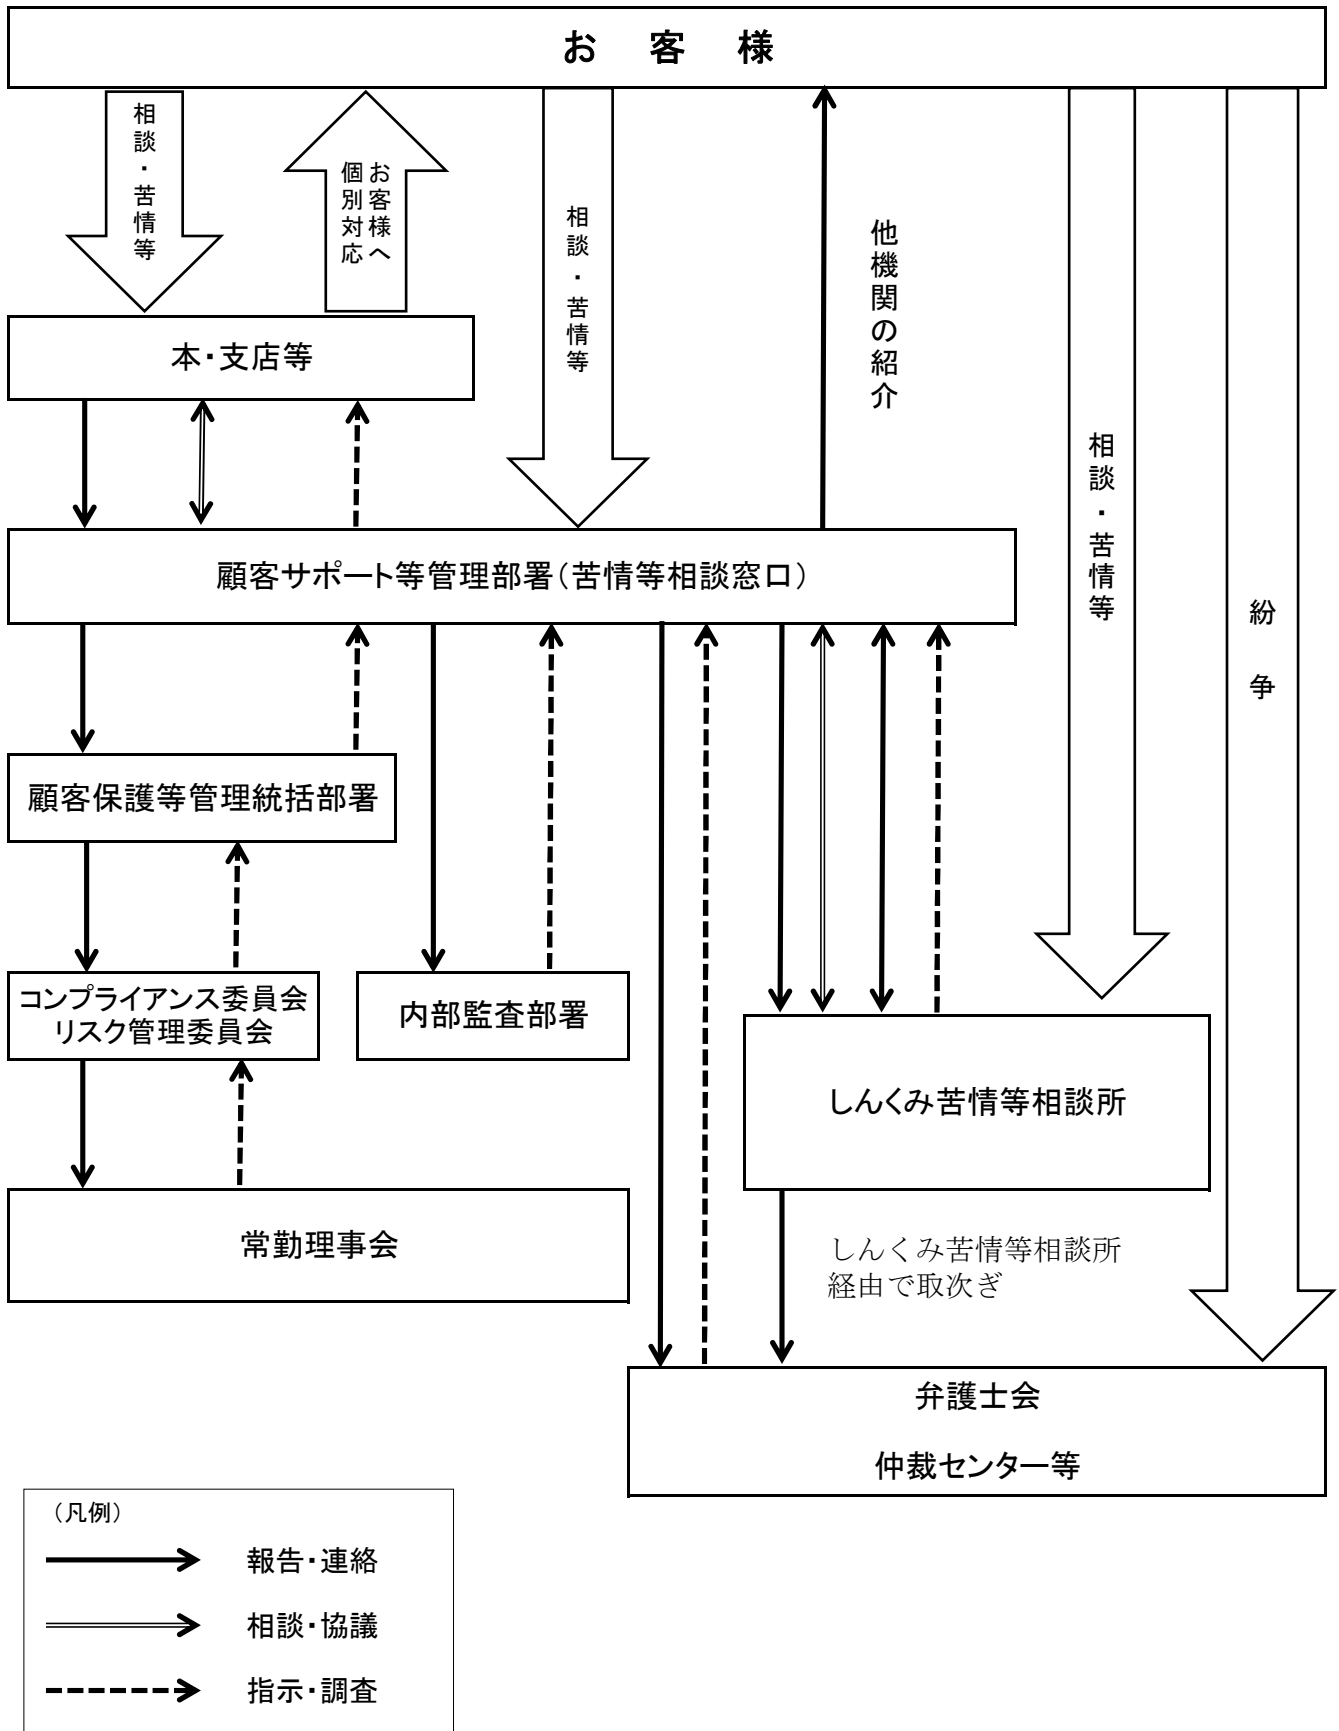 お 客 様
相談・苦情等
お客様へ
個別対応
相談・苦情等
他機関の紹介
相談・苦情等
紛 争
本・支店等
顧客サポート等管理部署(苦情等相談窓口)
顧客保護等管理統括部署
コンプライアンス委員会
リスク管理委員会
内部監査部署
しんくみ苦情等相談所
常勤理事会
しんくみ苦情等相談所
経由で取次ぎ
弁護士会
仲裁センター等
(凡例)
報告・連絡
相談・協議
指示・調査